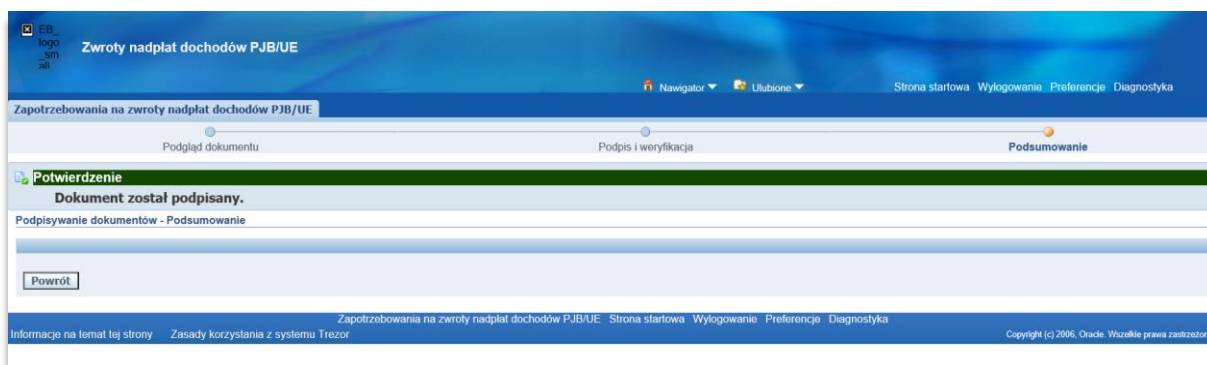 EB_
logo
_sm
all
Zwroty nadpłat dochodów PJB/UE
Nawigator Ulubione Strona startowa Wylogowanie Preferencje Diagnostyka
Zapotrzebowania na zwroty nadpłat dochodów PJB/UE
Podgląd dokumentu Podpis i weryfikacja Podsumowanie
Potwierdzenie
Dokument został podpisany.
Podpisywanie dokumentów - Podsumowanie
Powrót
Zapotrzebowania na zwroty nadpłat dochodów PJB/UE Strona startowa Wylogowanie Preferencje Diagnostyka
Informacje na temat tej strony Zasady korzystania z systemu Trezor Copyright (c) 2006, Oracle. Wszelkie prawa zastrzeżon